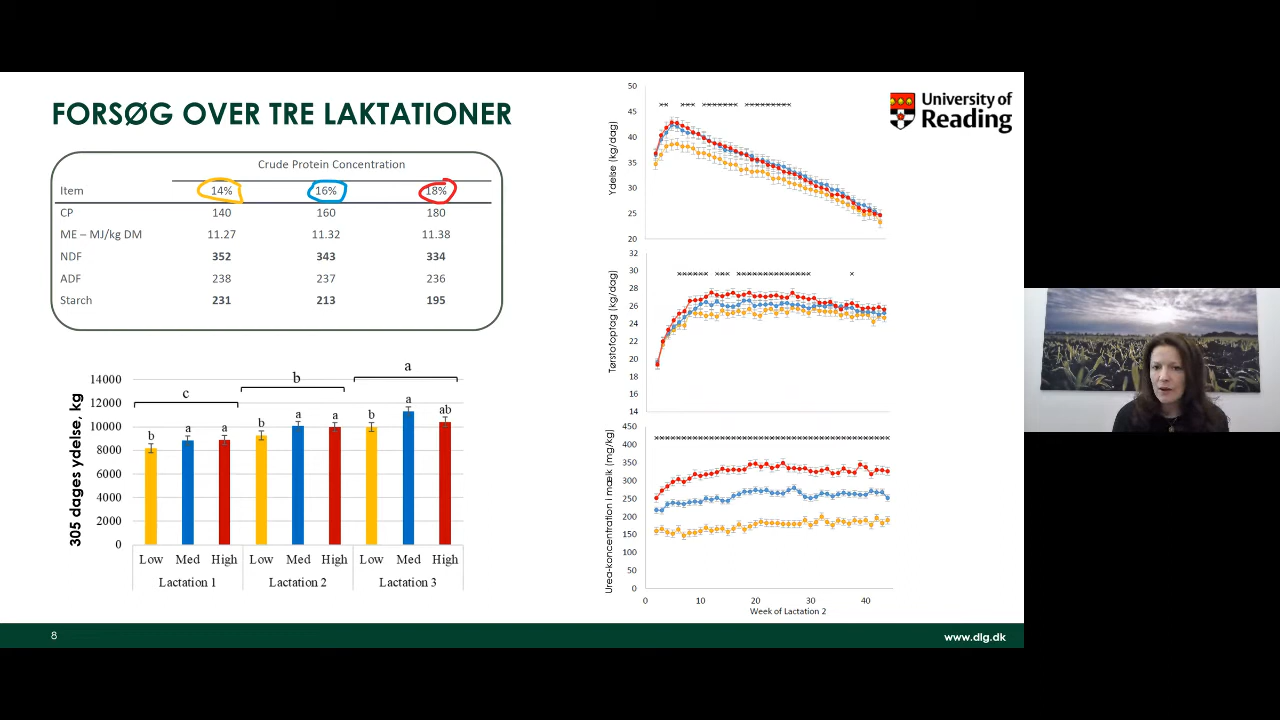 FORSØG OVER TRE LAKTATIONER
University of
Reading
Crude Protein Concentration
Item 14% 16% 18%
CP 140 160 180
ME – MJ/kg DM 11.27 11.32 11.38
NDF 352 343 334
ADF 238 237 236
Starch 231 213 195
305 dages ydelse, kg
14000
12000
10000
8000
6000
4000
2000
0
c b a
b a a b a a b a ab
Low Med High Low Med High Low Med High
Lactation 1 Lactation 2 Lactation 3
Ydelse (kg/dag)
50
45
40
35
30
25
20
Tørstofoptag (kg/dag)
32
30
28
26
24
22
20
18
16
14
Urea-koncentration i mælk (mg/kg)
450
400
350
300
250
200
150
100
50
0
0 10 20 30 40
Week of Lactation 2
8
www.dlg.dk